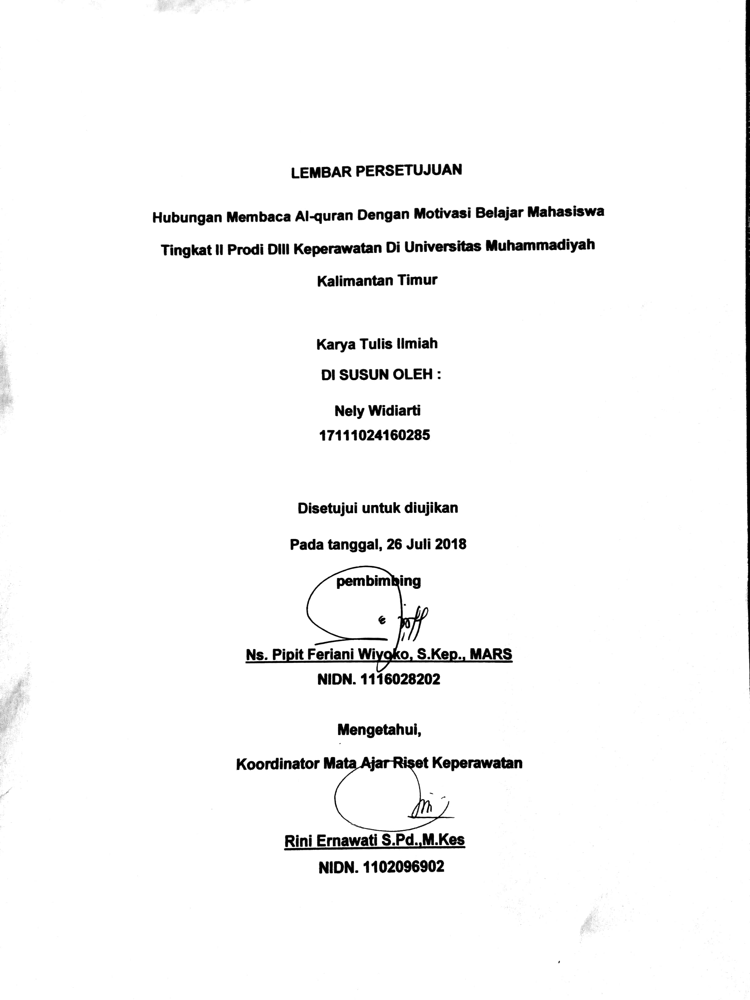 LEMBAR PERSETUJUAN
Hubungan Membaca Al-quran Dengan Motivasi Belajar Mahasiswa
Tingkat II Prodi DIII Keperawatan Di Universitas Muhammadiyah
Kalimantan Timur
Karya Tulis Ilmiah
DI SUSUN OLEH :
Nely Widiarti
17111024160285
Disetujui untuk diujikan
Pada tanggal, 26 Juli 2018
pembimbing
Ns. Pipit Feriani Wiyoko, S.Kep., MARS
NIDN. 1116028202
Mengetahui,
Koordinator Mata Ajar Riset Keperawatan
Rini Ernawati S.Pd.,M.Kes
NIDN. 1102096902